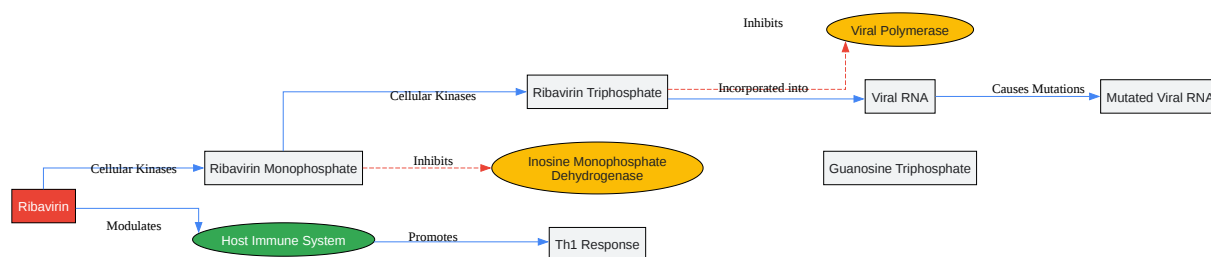 Inhibits
Viral Polymerase
Cellular Kinases
Ribavirin Triphosphate
Incorporated into
Viral RNA
Causes Mutations
Mutated Viral RNA
Cellular Kinases
Ribavirin Monophosphate
Inhibits
Inosine Monophosphate
Dehydrogenase
Guanosine Triphosphate
Ribavirin
Modulates
Host Immune System
Promotes
Th1 Response